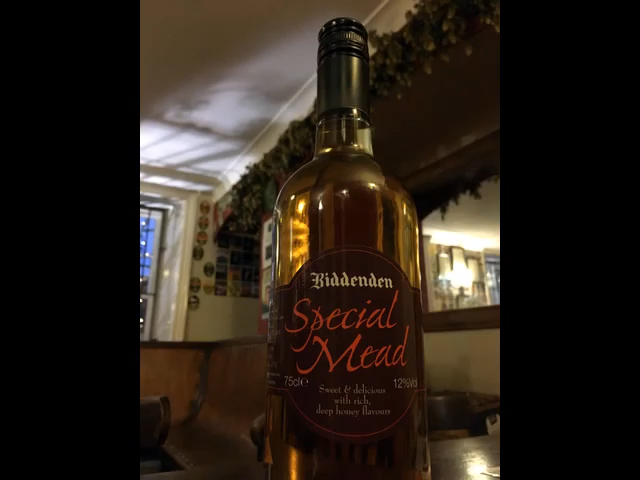 Biddenden
Special
Mead
75cl e 12%Vol
Sweet & delicious
with rich,
deep honey flavours